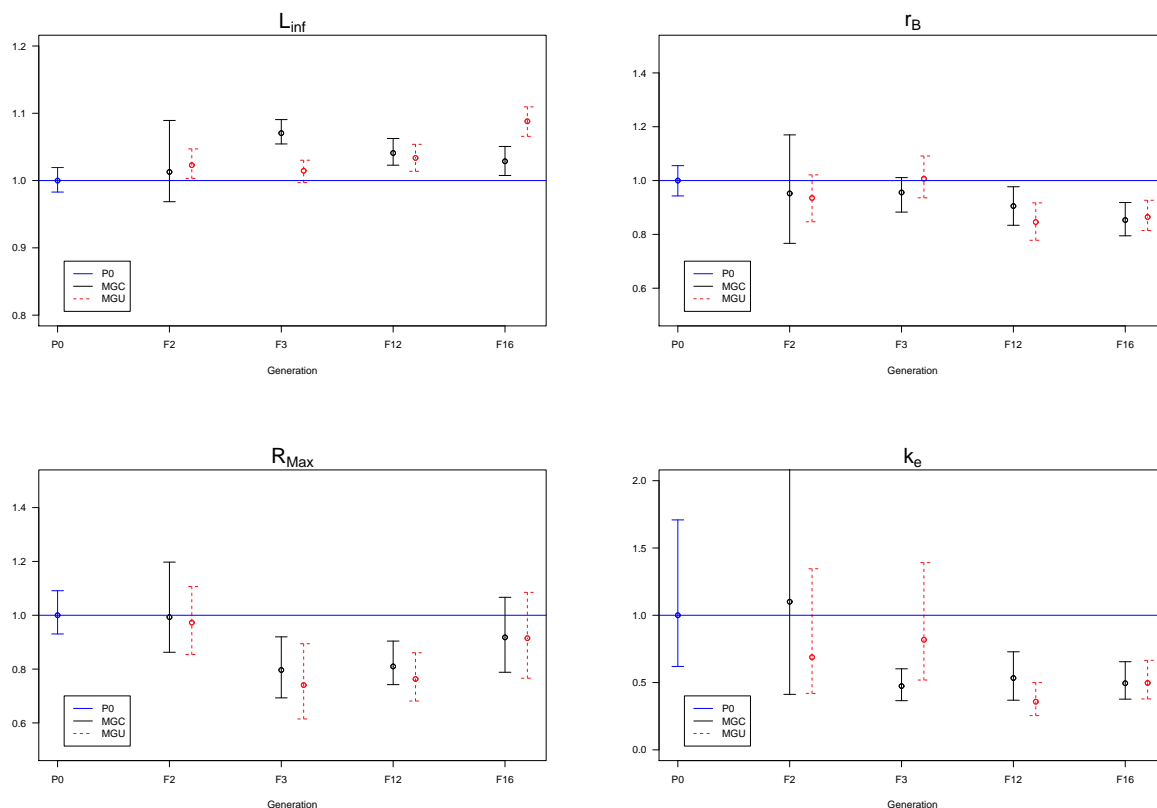 L_inf
1.2
1.1
1.0
0.9
0.8
P0
MGC
MGU
P0 F2 F3 F12 F16
Generation
r_B
1.4
1.2
1.0
0.8
0.6
P0
MGC
MGU
P0 F2 F3 F12 F16
Generation
R_Max
1.4
1.2
1.0
0.8
0.6
P0
MGC
MGU
P0 F2 F3 F12 F16
Generation
k_e
2.0
1.5
1.0
0.5
0.0
P0
MGC
MGU
P0 F2 F3 F12 F16
Generation